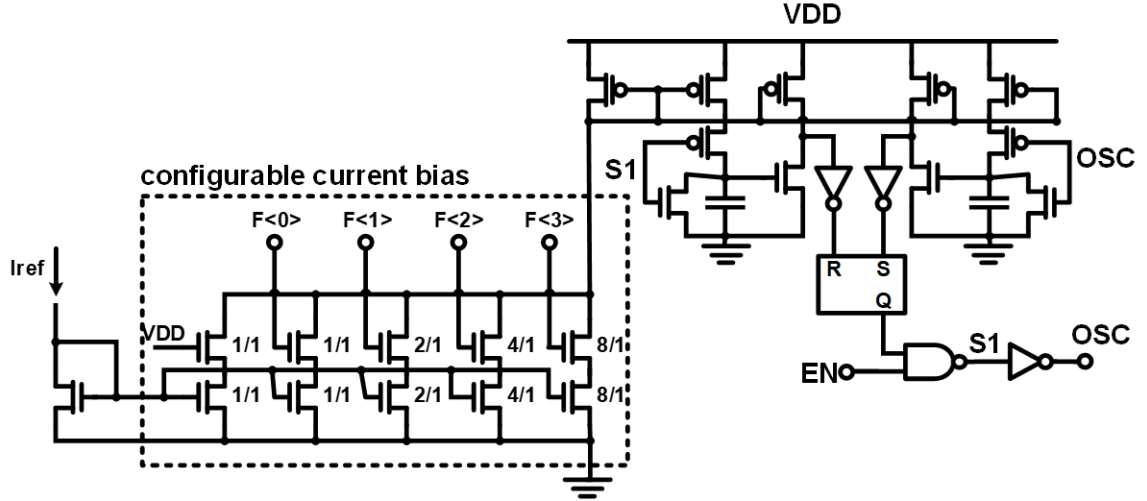 VDD
S1
OSC
configurable current bias
F<0> F<1> F<2> F<3>
Iref
R S
Q
VDD 1/1 1/1 2/1 4/1 8/1
S1 OSC
EN
1/1 1/1 2/1 4/1 8/1